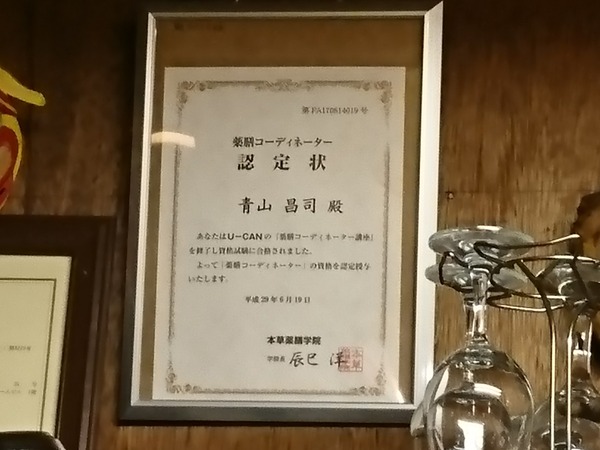 第PA170814619号
薬膳コーディネーター
認定状
青山 昌司 殿
あなたはU-CANの「薬膳コーディネーター講座」
を修了し資格試験に合格されました。
よって「薬膳コーディネーター」の資格を認定授与
いたします。
平成29年6月19日
本草薬膳学院
学院長 辰巳 洋